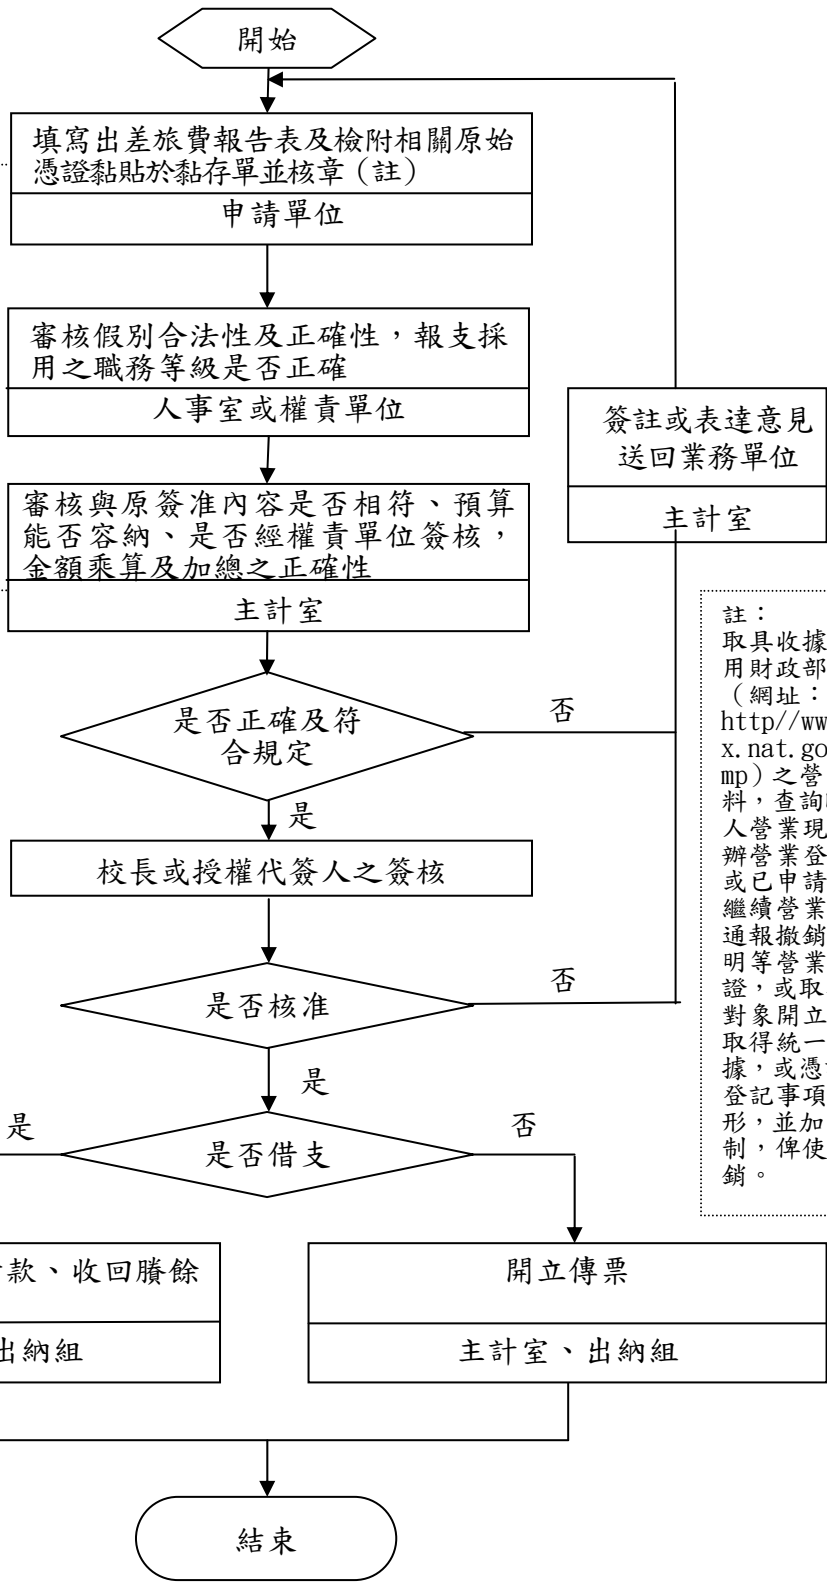 開始
填寫出差旅費報告表及檢附相關原始
憑證黏貼於黏存單並核章（註）
申請單位
審核假別合法性及正確性，報支採
用之職務等級是否正確
人事室或權責單位
簽註或表達意見
送回業務單位
主計室
審核與原簽准內容是否相符、預算
能否容納、是否經權責單位簽核，
金額乘算及加總之正確性
主計室
註：
取具收據
用財政部
（網址：
http//ww
x.nat.go
mp）之營
料，查詢
人營業現
辦營業登
或已申請
繼續營業
通報撤銷
明等營業
證，或取
對象開立
取得統一
據，或憑
登記事項
形，並加
制，俾使
銷。
是否正確及符
合規定
否
是
校長或授權代簽人之簽核
是否核准
否
是
是否借支
是
否
款、收回賸餘
出納組
開立傳票
主計室、出納組
結束